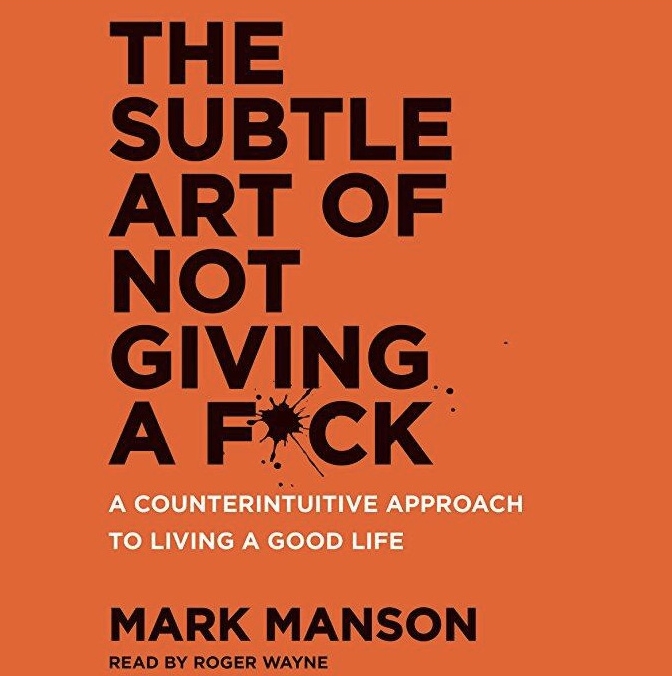 THE
SUBTLE
ART OF
NOT
GIVING
A F*CK
A COUNTERINTUITIVE APPROACH
TO LIVING A GOOD LIFE
MARK MANSON
READ BY ROGER WAYNE